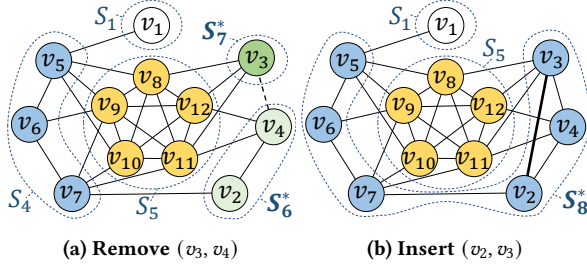 S₁ v₁ S₇* v₃
v₅ v₈
v₉ v₁₂
v₆ v₄
v₁₀ v₁₁
S₄ v₇ S₅ v₂ S₆*
(a) Remove (v₃, v₄)
S₁ v₁ S₅ v₃
v₅ v₈
v₉ v₁₂
v₆ v₄
v₁₀ v₁₁
v₇ v₂ S₈*
(b) Insert (v₂, v₃)